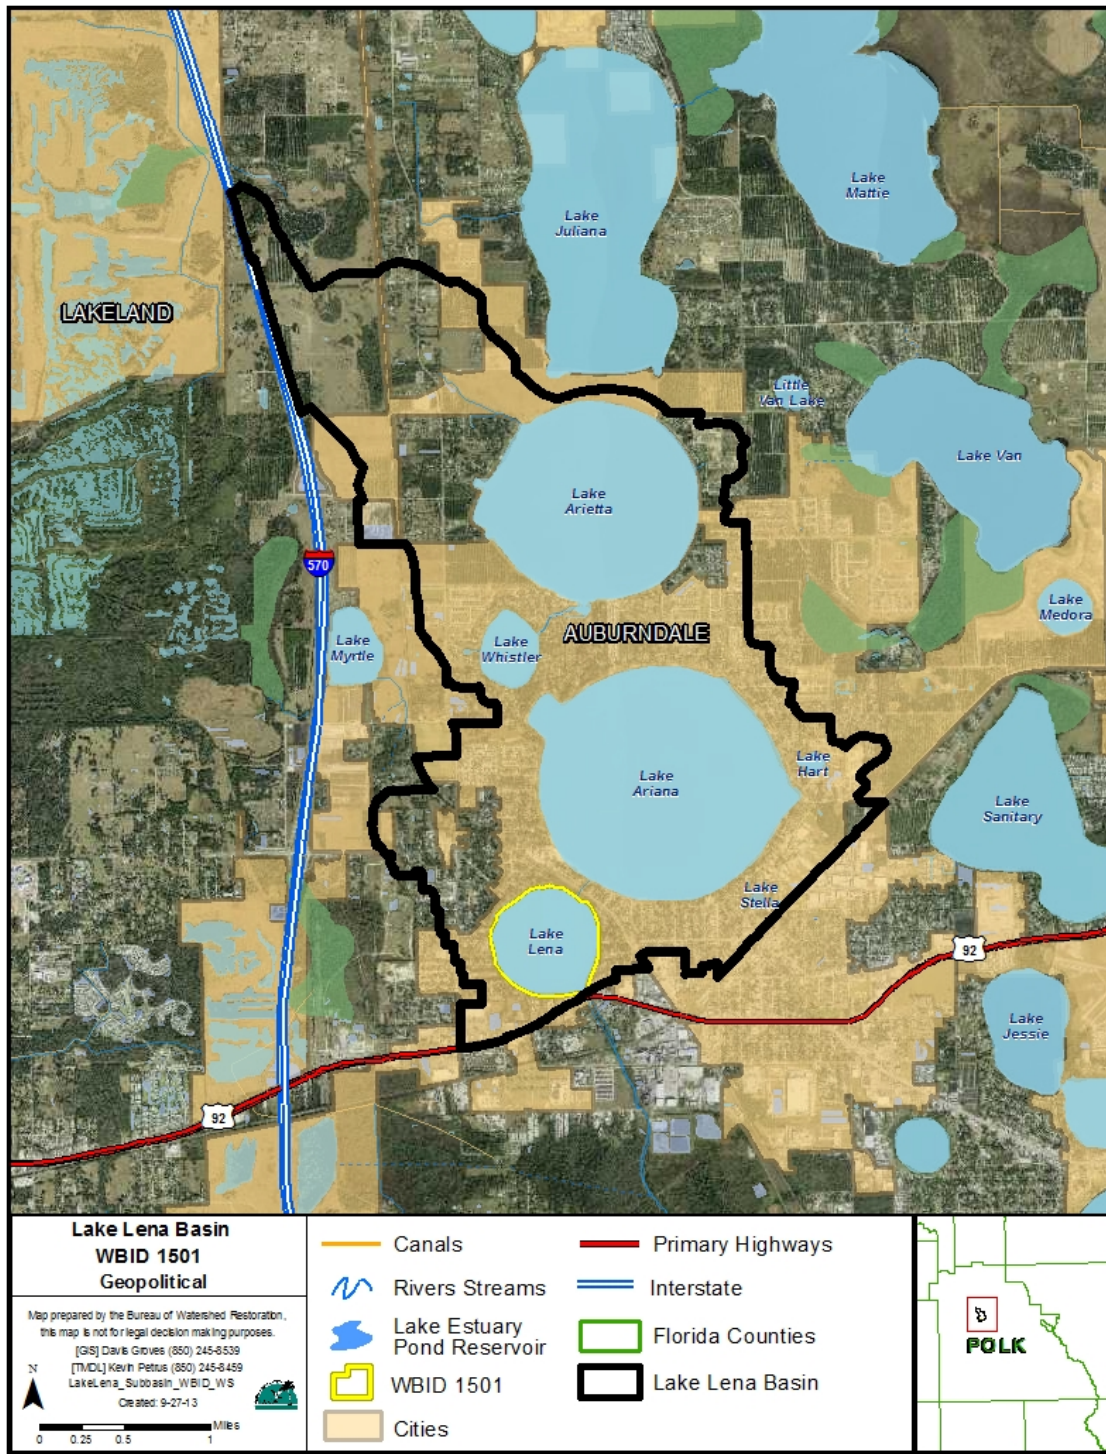 Lake
Mattie
Lake
Juliana
LAKELAND
Little
Van Lake
Lake Van
Lake
Arietta
570
Lake
Medora
Lake
Myrtle
Lake
Whistler
AUBURNDALE
Lake
Hart
Lake
Ariana
Lake
Sanitary
Lake
Stella
Lake
Lena
92
Lake
Jessie
92
Lake Lena Basin
WBID 1501
Geopolitical
Map prepared by the Bureau of Watershed Restoration,
this map is not for legal decision making purposes.
[GIS] Davis Groves (850) 245-8539
[TMDL] Kevin Petrus (850) 245-8459
LakeLena_Subbasin_WBID_WS
Created: 9-27-13
N
Miles
0 0.25 0.5 1
Canals
Rivers Streams
Lake Estuary
Pond Reservoir
WBID 1501
Cities
Primary Highways
Interstate
Florida Counties
Lake Lena Basin
POLK